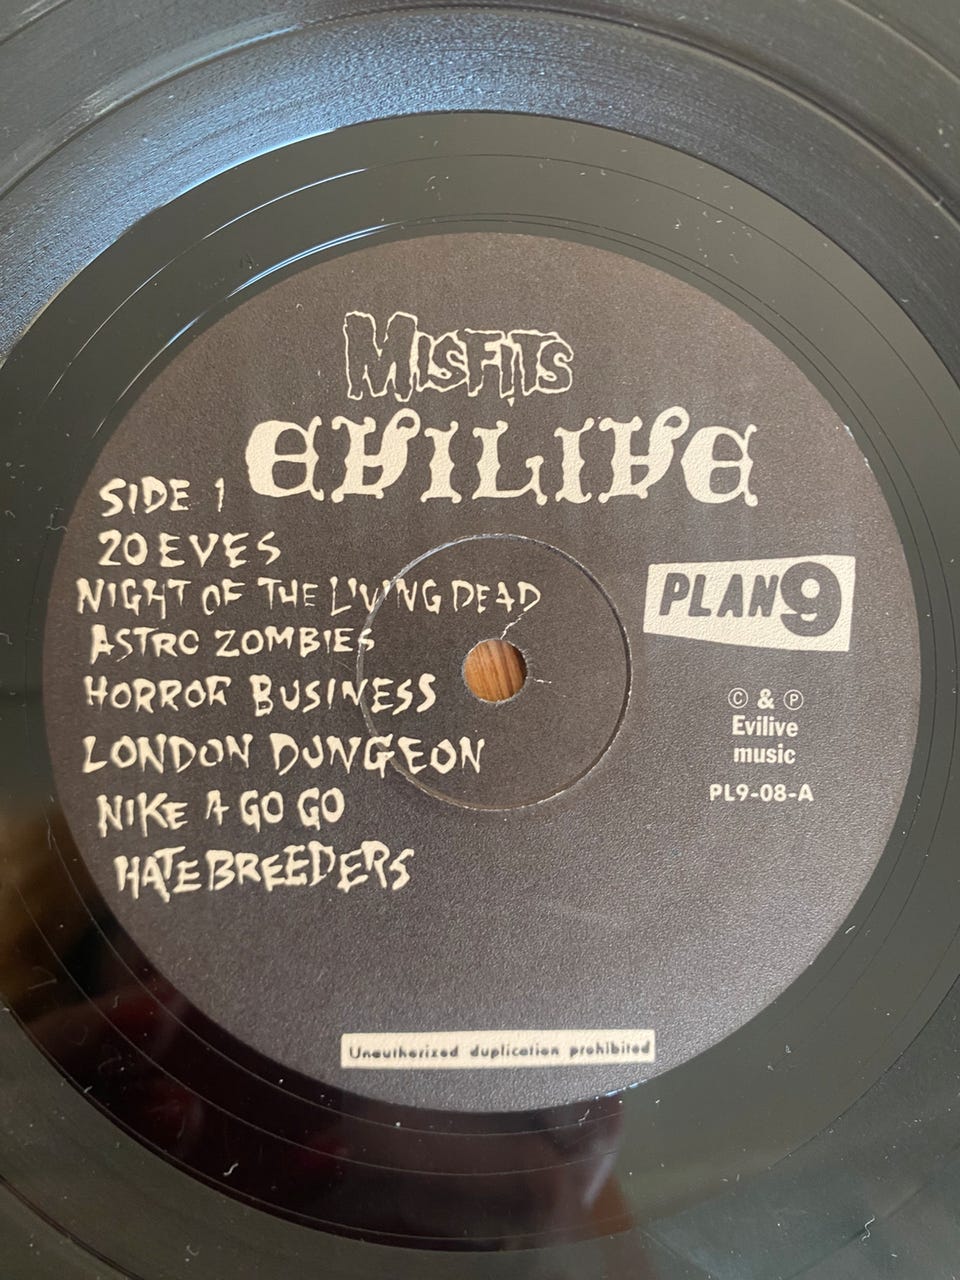 MISFITS
EVILIVE
SIDE 1
20 EYES
NIGHT OF THE LIVING DEAD
ASTRO ZOMBIES
HORROR BUSINESS
LONDON DUNGEON
NIKE A GO GO
HATEBREEDERS
PLAN 9
© & ℗
Evilive
music
PL9-08-A
Unauthorized duplication prohibited